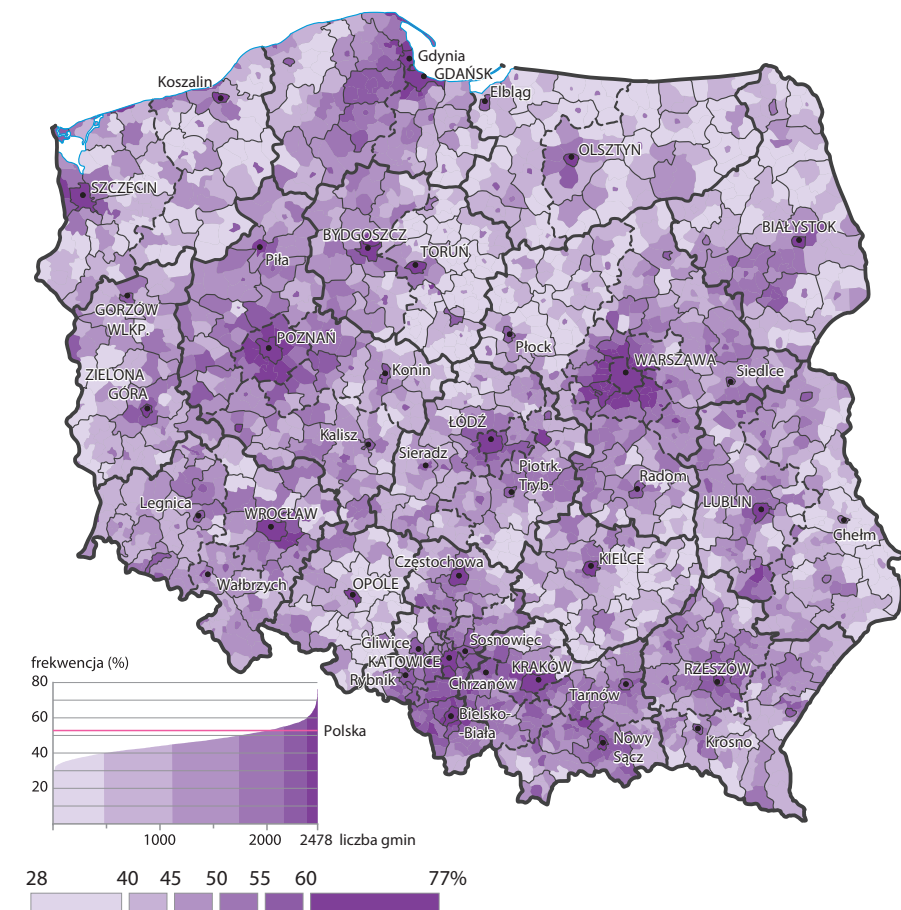 Gdynia
GDAŃSK
Koszalin
Elbląg
OLSZTYN
SZCZECIN
BIAŁYSTOK
BYDGOSZCZ
TORUŃ
Piła
GORZÓW
WLKP.
POZNAŃ
Płock
WARSZAWA
Siedlce
ZIELONA
GÓRA
Konin
ŁÓDŹ
Kalisz
Sieradz
Piotrk.
Tryb.
Radom
Legnica
WROCŁAW
LUBLIN
Chełm
Częstochowa
KIELCE
Wałbrzych
OPOLE
Gliwice
Sosnowiec
KATOWICE
KRAKÓW
RZESZÓW
Rybnik
Chrzanów
Tarnów
Bielsko-
-Biała
Nowy
Sącz
Krosno
frekwencja (%)
80
60
Polska
40
20
1000 2000 2478 liczba gmin
28 40 45 50 55 60 77%